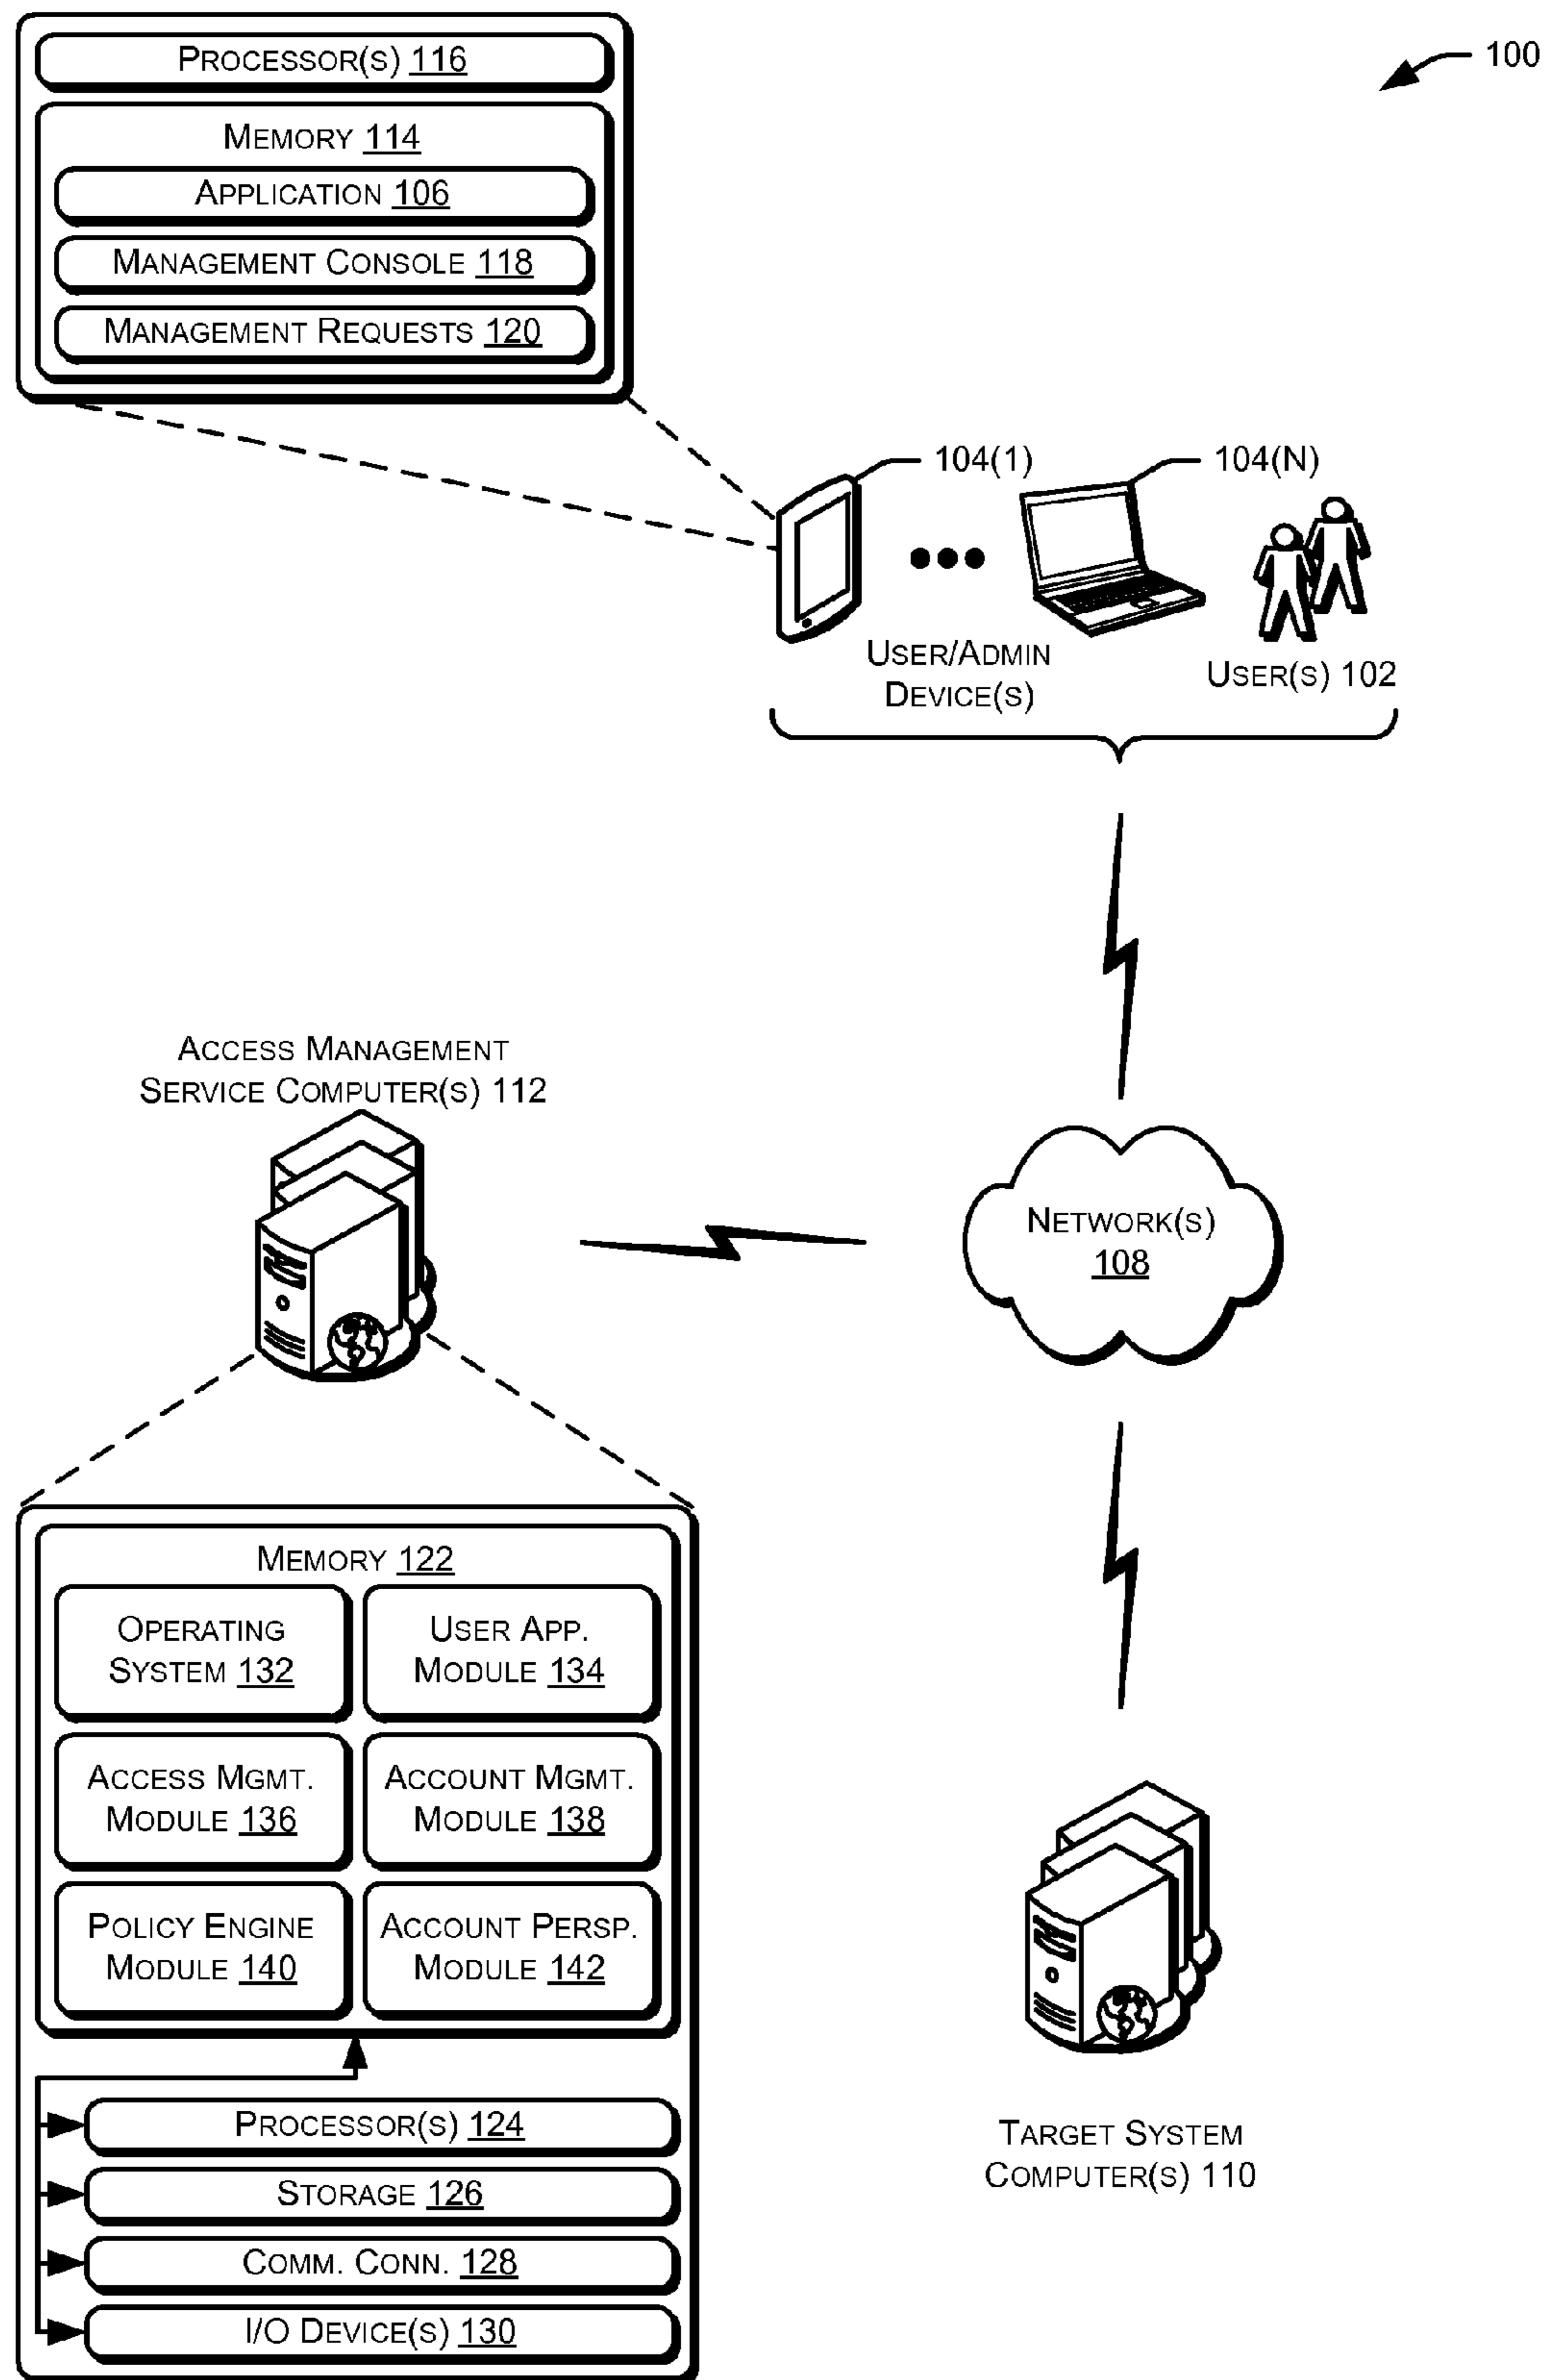 100
PROCESSOR(S) 116
MEMORY 114
APPLICATION 106
MANAGEMENT CONSOLE 118
MANAGEMENT REQUESTS 120
104(1)
104(N)
USER/ADMIN
DEVICE(S)
USER(S) 102
ACCESS MANAGEMENT
SERVICE COMPUTER(S) 112
NETWORK(S)
108
MEMORY 122
OPERATING
SYSTEM 132
USER APP.
MODULE 134
ACCESS MGMT.
MODULE 136
ACCOUNT MGMT.
MODULE 138
POLICY ENGINE
MODULE 140
ACCOUNT PERSP.
MODULE 142
PROCESSOR(S) 124
STORAGE 126
COMM. CONN. 128
I/O DEVICE(S) 130
TARGET SYSTEM
COMPUTER(S) 110